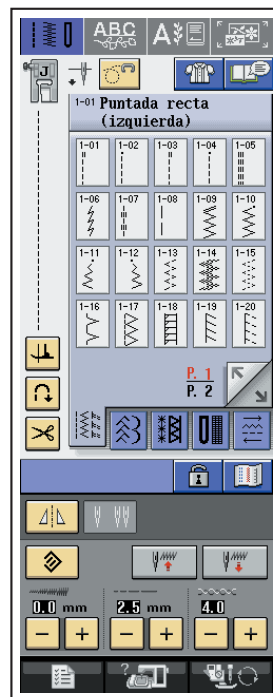 ABC A
J
1-01 Puntada recta
(izquierda)
1-01 1-02 1-03 1-04 1-05
1-06 1-07 1-08 1-09 1-10
1-11 1-12 1-13 1-14 1-15
1-16 1-17 1-18 1-19 1-20
P. 1
P. 2
0.0 mm 2.5 mm 4.0
− + − + − +
?